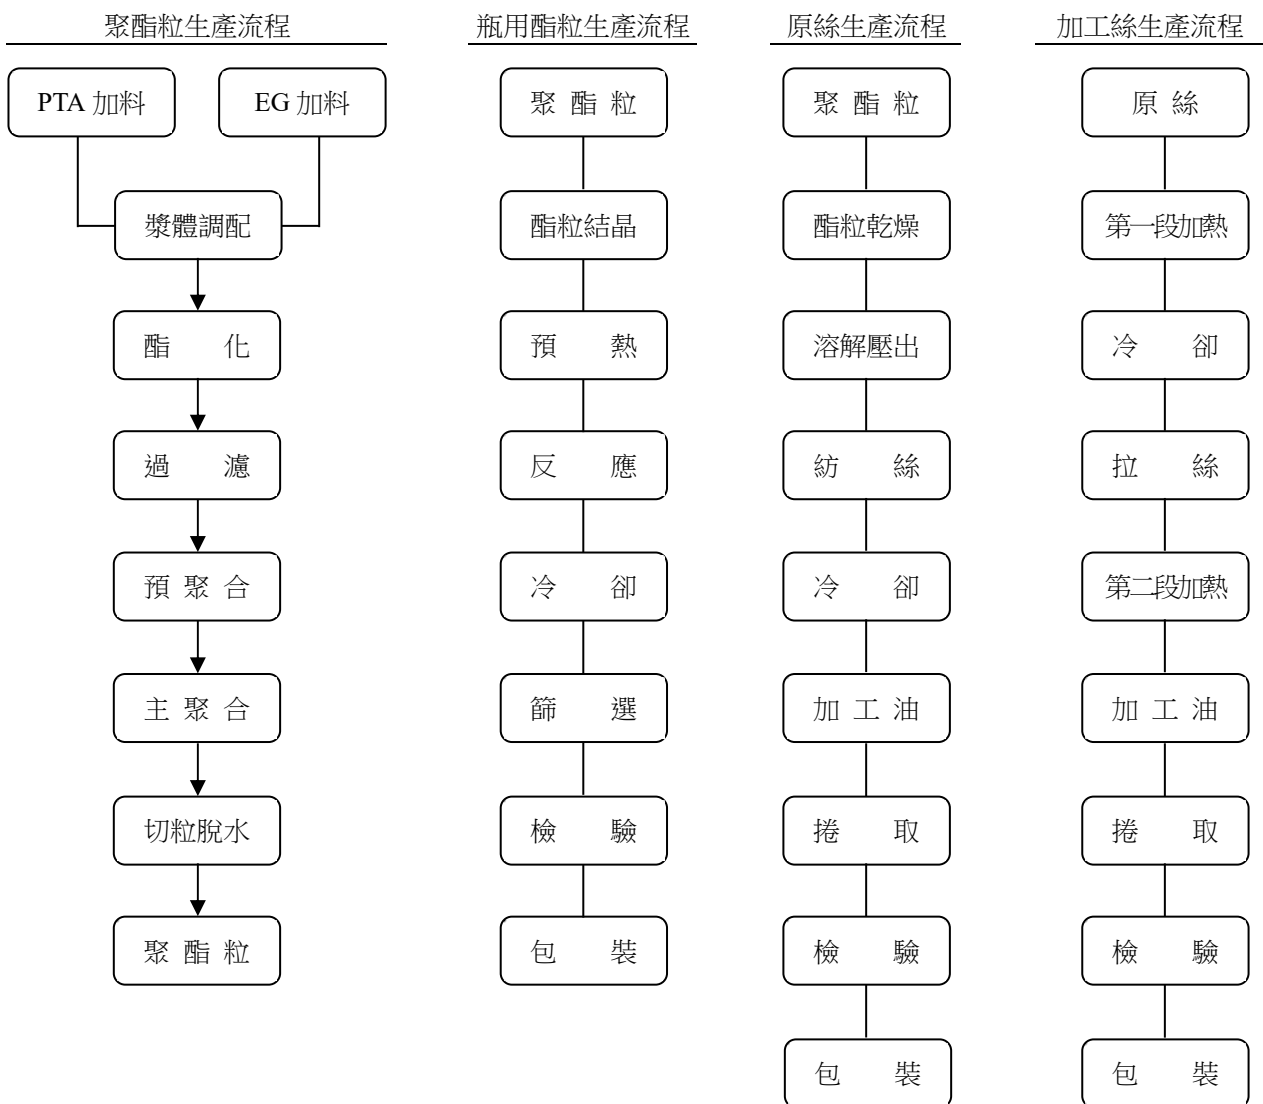 聚酯粒生產流程
PTA 加料
EG 加料
漿體調配
酯 化
過 濾
預 聚 合
主 聚 合
切粒脫水
聚 酯 粒
瓶用酯粒生產流程
聚 酯 粒
酯粒結晶
預 熱
反 應
冷 卻
篩 選
檢 驗
包 裝
原絲生產流程
聚 酯 粒
酯粒乾燥
溶解壓出
紡 絲
冷 卻
加 工 油
捲 取
檢 驗
包 裝
加工絲生產流程
原 絲
第一段加熱
冷 卻
拉 絲
第二段加熱
加 工 油
捲 取
檢 驗
包 裝